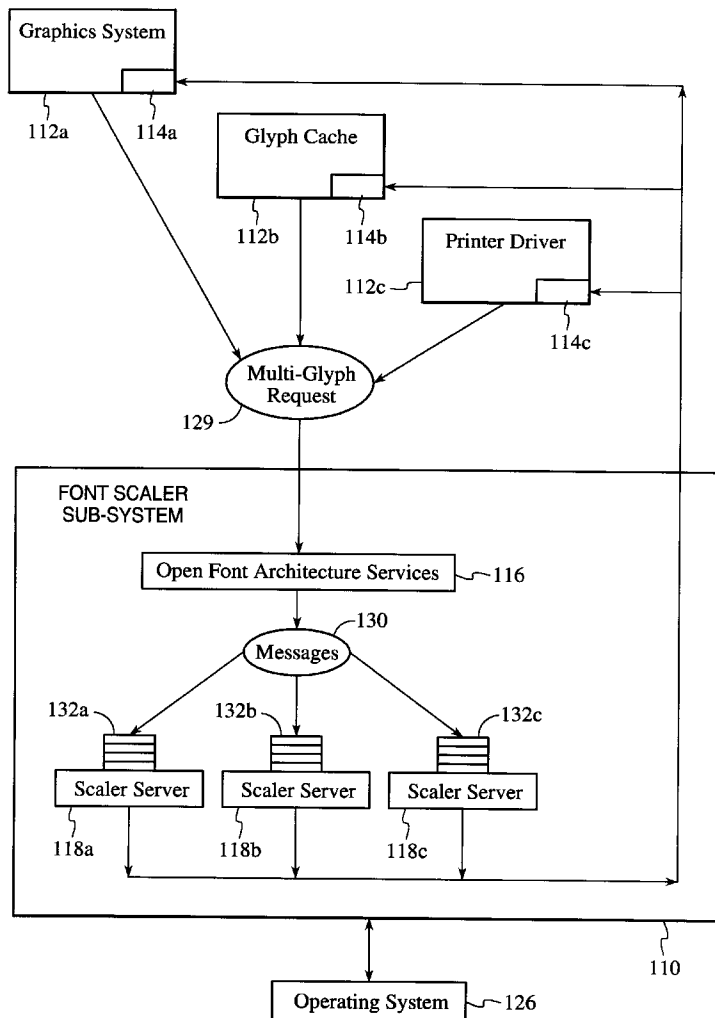 Graphics System
112a
114a
Glyph Cache
112b
114b
Printer Driver
112c
114c
Multi-Glyph
Request
129
FONT SCALER
SUB-SYSTEM
Open Font Architecture Services
116
130
Messages
132a
132b
132c
Scaler Server
Scaler Server
Scaler Server
118a
118b
118c
110
Operating System
126